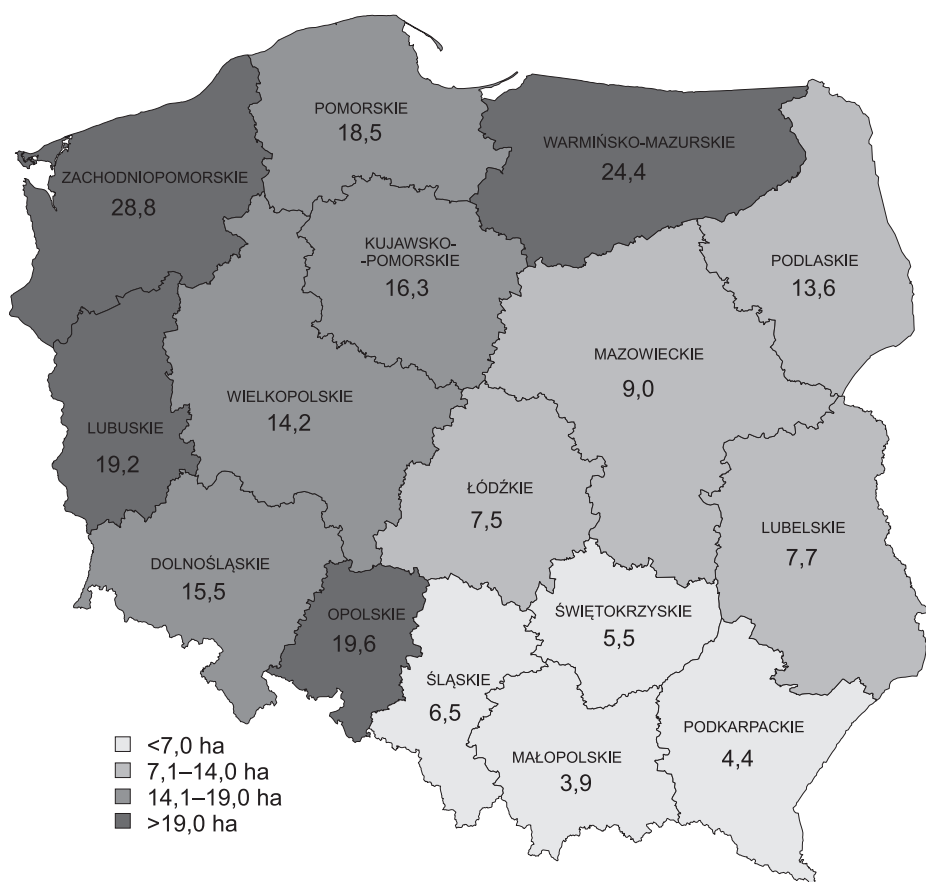 POMORSKIE
18,5
WARMIŃSKO-MAZURSKIE
24,4
ZACHODNIOPOMORSKIE
28,8
KUJAWSKO-
-POMORSKIE
16,3
PODLASKIE
13,6
MAZOWIECKIE
9,0
WIELKOPOLSKIE
14,2
LUBUSKIE
19,2
ŁÓDŹKIE
7,5
LUBELSKIE
7,7
DOLNOŚLĄSKIE
15,5
OPOLSKIE
19,6
ŚWIĘTOKRZYSKIE
5,5
ŚLĄSKIE
6,5
MAŁOPOLSKIE
3,9
PODKARPACKIE
4,4
<7,0 ha
7,1–14,0 ha
14,1–19,0 ha
>19,0 ha